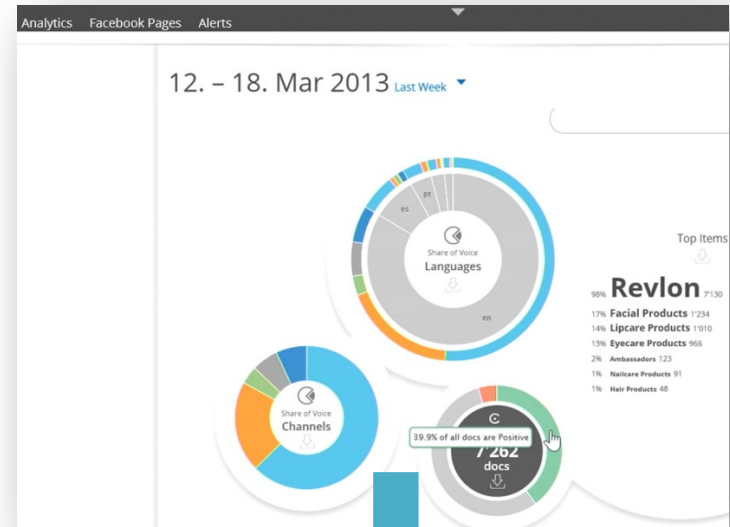 Analytics Facebook Pages Alerts
12. – 18. Mar 2013 Last Week
pt
es
Share of Voice
Languages
en
Top Items
98% Revlon 7'130
17% Facial Products 1'234
14% Lipcare Products 1'010
13% Eyecare Products 966
2% Ambassadors 123
1% Nailcare Products 91
1% Hair Products 48
Share of Voice
Channels
39.9% of all docs are Positive
7'262
docs